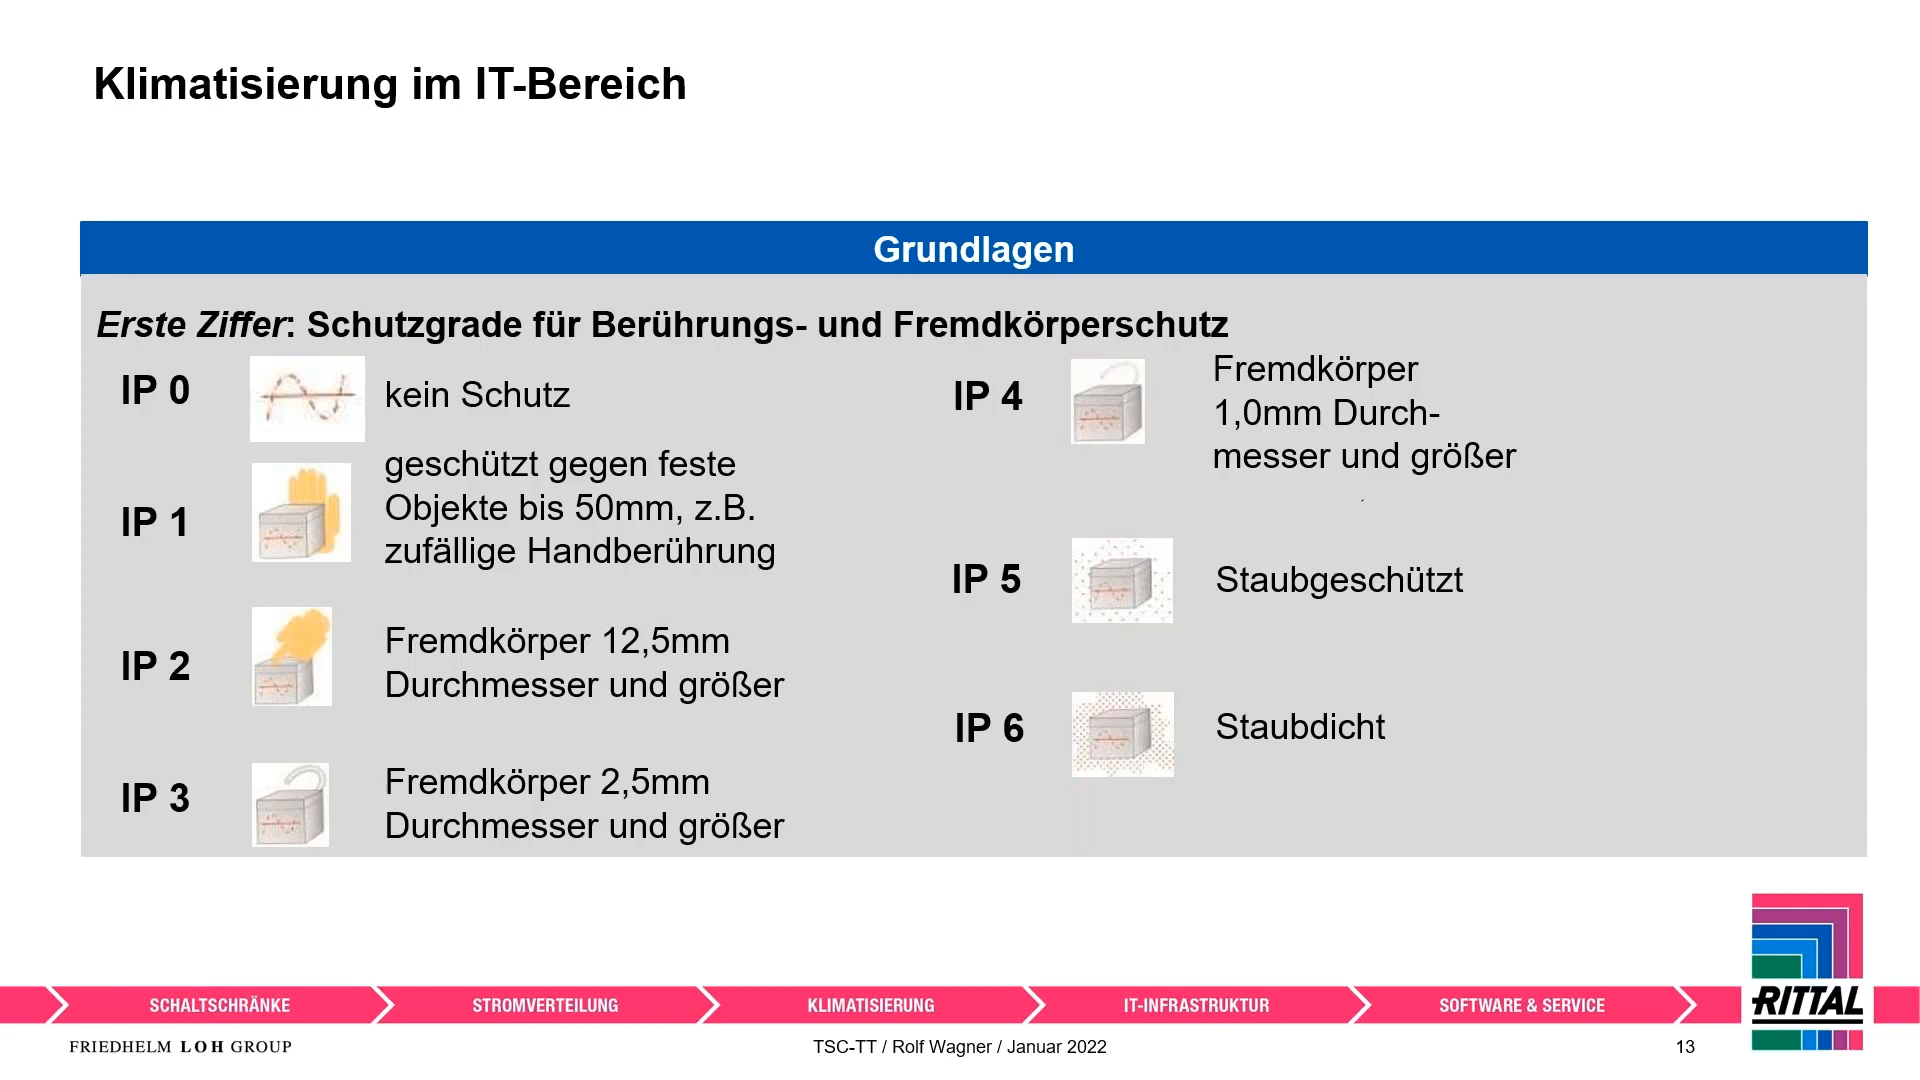 Klimatisierung im IT-Bereich
Grundlagen
Erste Ziffer: Schutzgrade für Berührungs- und Fremdkörperschutz
IP 0
kein Schutz
IP 1
geschützt gegen feste
Objekte bis 50mm, z.B.
zufällige Handberührung
IP 2
Fremdkörper 12,5mm
Durchmesser und größer
IP 3
Fremdkörper 2,5mm
Durchmesser und größer
IP 4
Fremdkörper
1,0mm Durch-
messer und größer
IP 5
Staubgeschützt
IP 6
Staubdicht
SCHALTSCHRÄNKE
STROMVERTEILUNG
KLIMATISIERUNG
IT-INFRASTRUKTUR
SOFTWARE & SERVICE
RITTAL
FRIEDHELM LOH GROUP
TSC-TT / Rolf Wagner / Januar 2022
13